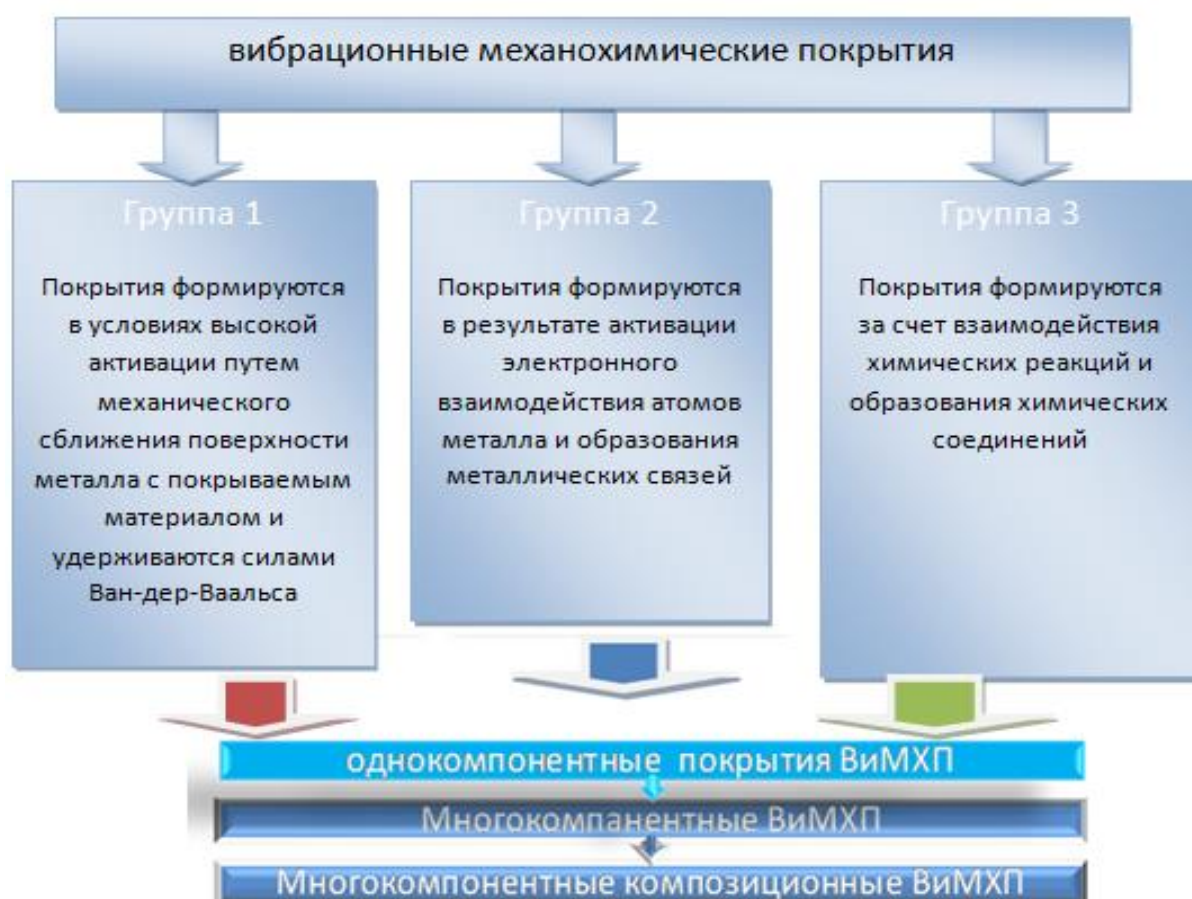 вибрационные механохимические покрытия
Группа 1
Покрытия формируются
в условиях высокой
активации путем
механического
сближения поверхности
металла с покрываемым
материалом и
удерживаются силами
Ван-дер-Ваальса
Группа 2
Покрытия формируются
в результате активации
электронного
взаимодействия атомов
металла и образования
металлических связей
Группа 3
Покрытия формируются
за счет взаимодействия
химических реакций и
образования химических
соединений
однокомпонентные покрытия ВиМХП
Многокомпанентные ВиМХП
Многокомпонентные композиционные ВиМХП